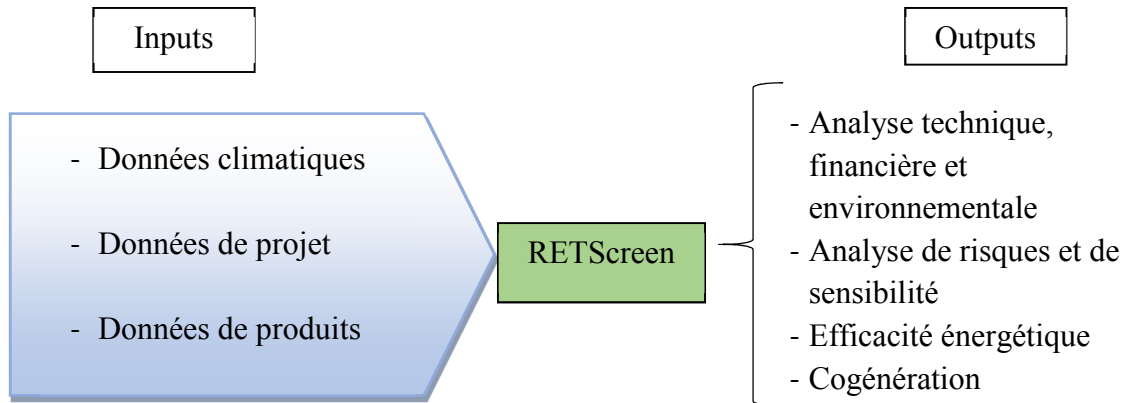 Inputs
Outputs
- Données climatiques
- Données de projet
- Données de produits
RETScreen
- Analyse technique,
financière et
environnementale
- Analyse de risques et de
sensibilité
- Efficacité énergétique
- Cogénération